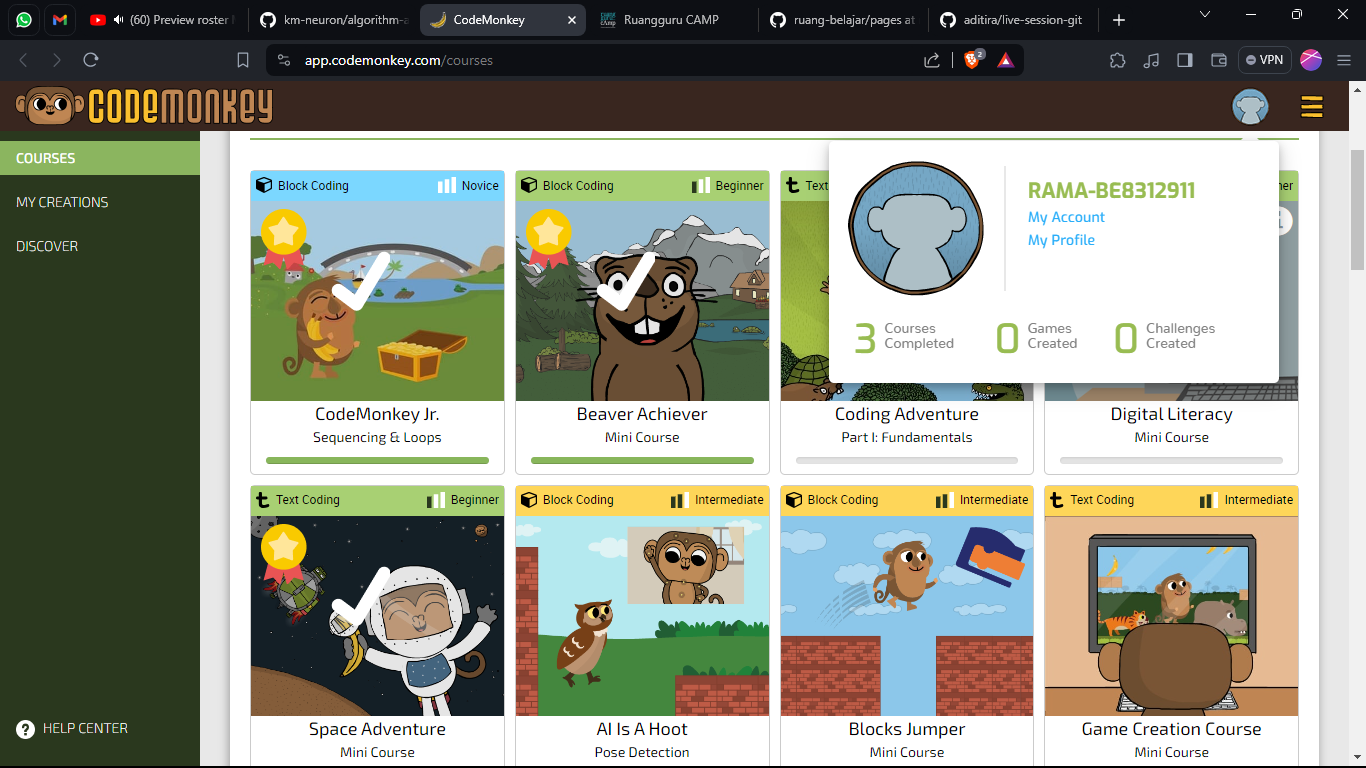 (60) Preview roster
km-neuron/algorithm-a
CodeMonkey
Ruangguru CAMP
ruang-belajar/pages at
aditira/live-session-git
app.codemonkey.com/courses
2
VPN
CODEMONKEY
COURSES
MY CREATIONS
DISCOVER
HELP CENTER
Block Coding
Novice
CodeMonkey Jr.
Sequencing & Loops
Block Coding
Beginner
Beaver Achiever
Mini Course
Text
Coding Adventure
Part I: Fundamentals
ner
Digital Literacy
Mini Course
RAMA-BE8312911
My Account
My Profile
3 Courses
Completed
0 Games
Created
0 Challenges
Created
Text Coding
Beginner
Space Adventure
Mini Course
Block Coding
Intermediate
AI Is A Hoot
Pose Detection
Block Coding
Intermediate
Blocks Jumper
Mini Course
Text Coding
Intermediate
Game Creation Course
Mini Course